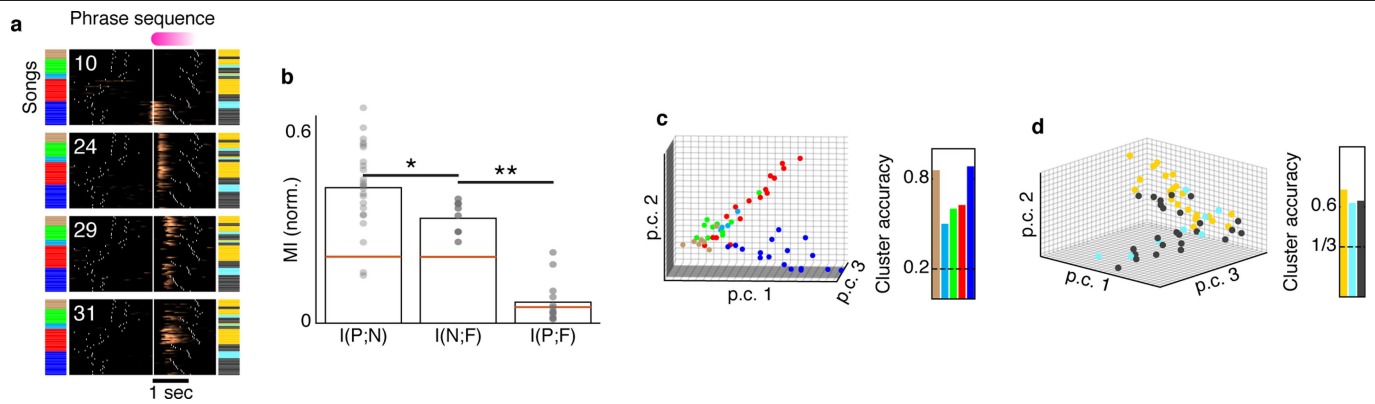 a
Phrase sequence
Songs
10
24
29
31
1 sec
b
MI (norm.)
0.6
0
*
**
I(P;N)
I(N;F)
I(P;F)
c
p.c. 2
p.c. 1
p.c. 3
Cluster accuracy
0.8
0.2
d
p.c. 2
p.c. 1
p.c. 3
Cluster accuracy
0.6
1/3